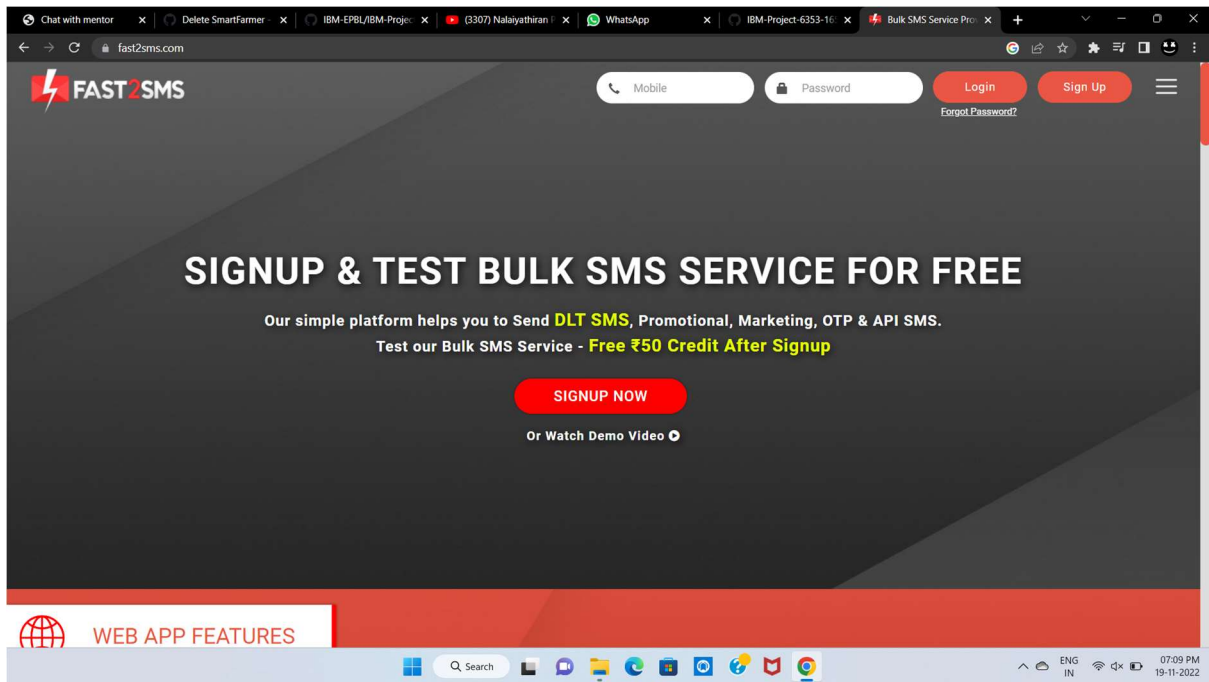 Chat with mentor
Delete SmartFarmer -
IBM-EPBL/IBM-Projec
(3307) Nalaiyathiran P
WhatsApp
IBM-Project-6353-16
Bulk SMS Service Prov
fast2sms.com
FAST2SMS
Mobile
Password
Login
Sign Up
Forgot Password?
SIGNUP & TEST BULK SMS SERVICE FOR FREE
Our simple platform helps you to Send DLT SMS, Promotional, Marketing, OTP & API SMS.
Test our Bulk SMS Service - Free ₹50 Credit After Signup
SIGNUP NOW
Or Watch Demo Video
WEB APP FEATURES
Search
ENG
IN
07:09 PM
19-11-2022